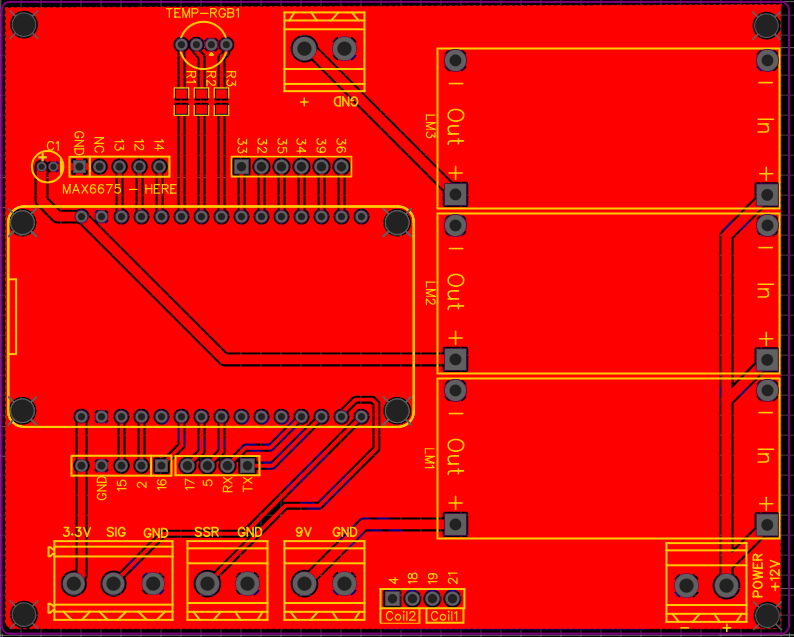 TEMP-RGB1
R1 R2 R3
+ GND
LM3
− Out +
− In +
C1
+
GND NC 13 12 14
33 32 35 34 39 36
MAX6675 - HERE
LM2
− Out +
− In +
LM1
− Out +
− In +
GND 15 2 16
17 5 RX TX
3.3V SIG GND
SSR GND
9V GND
4 18 19 21
Coil2 Coil1
POWER
+12V
− +